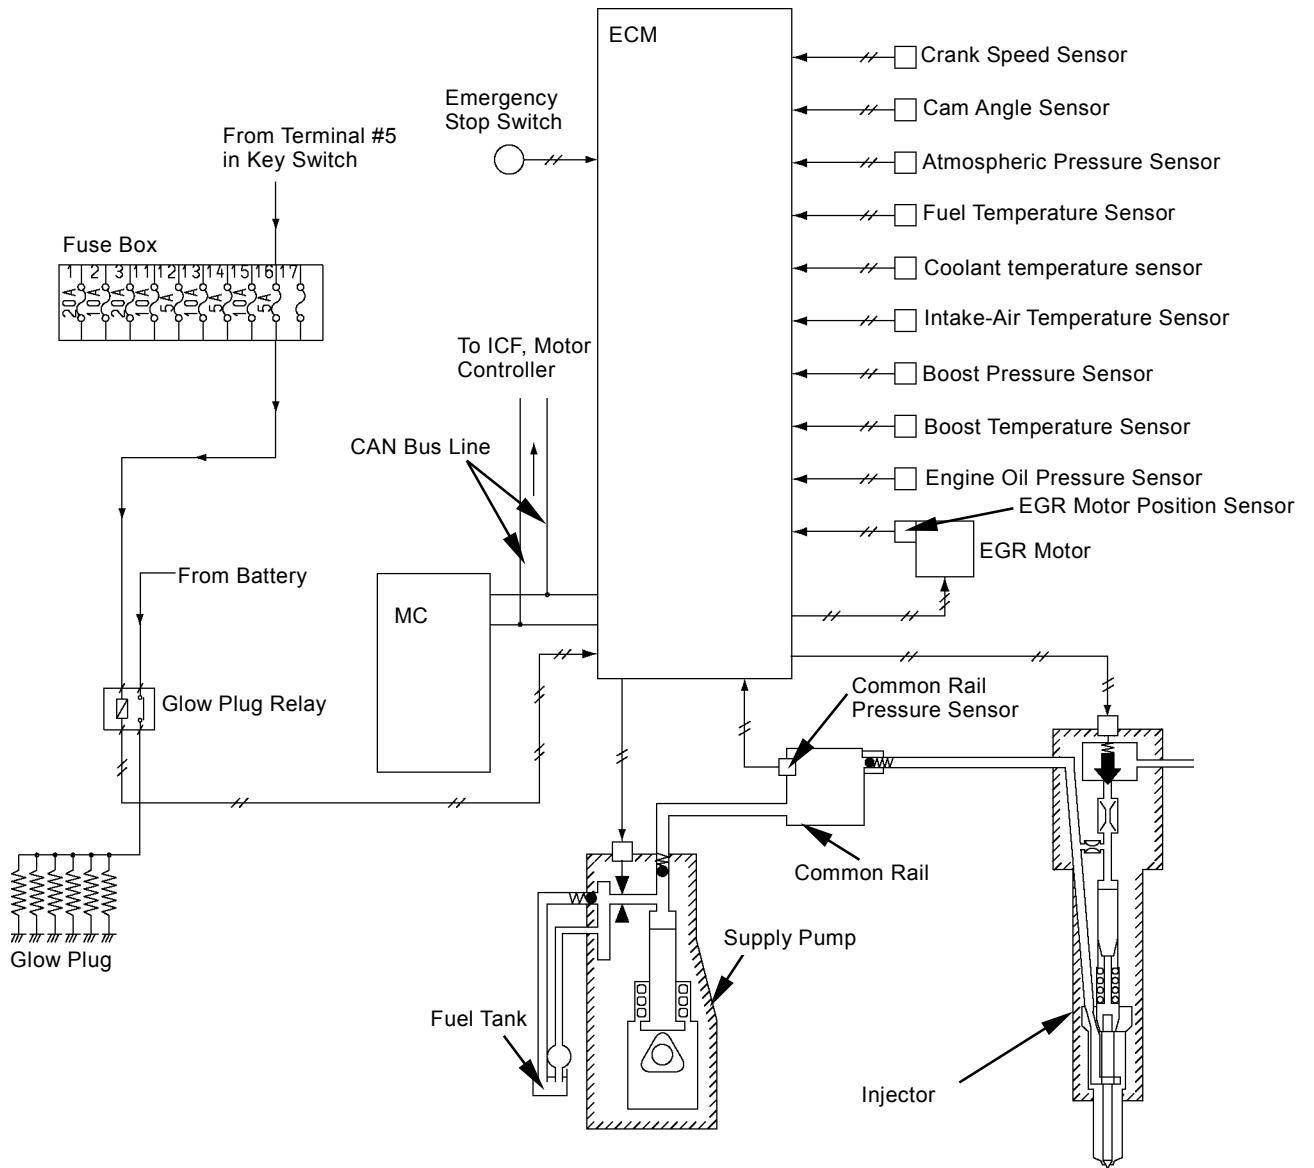 ECM
Crank Speed Sensor
Emergency
Stop Switch
Cam Angle Sensor
From Terminal #5
in Key Switch
Atmospheric Pressure Sensor
Fuel Temperature Sensor
Fuse Box
Coolant temperature sensor
1 2 3 11 12 13 14 15 16 17
20A 10A 20A 10A 5A 10A 5A 10A 5A
Intake-Air Temperature Sensor
To ICF, Motor
Controller
Boost Pressure Sensor
CAN Bus Line
Boost Temperature Sensor
Engine Oil Pressure Sensor
EGR Motor Position Sensor
EGR Motor
From Battery
MC
Glow Plug Relay
Common Rail
Pressure Sensor
Common Rail
Supply Pump
Glow Plug
Fuel Tank
Injector